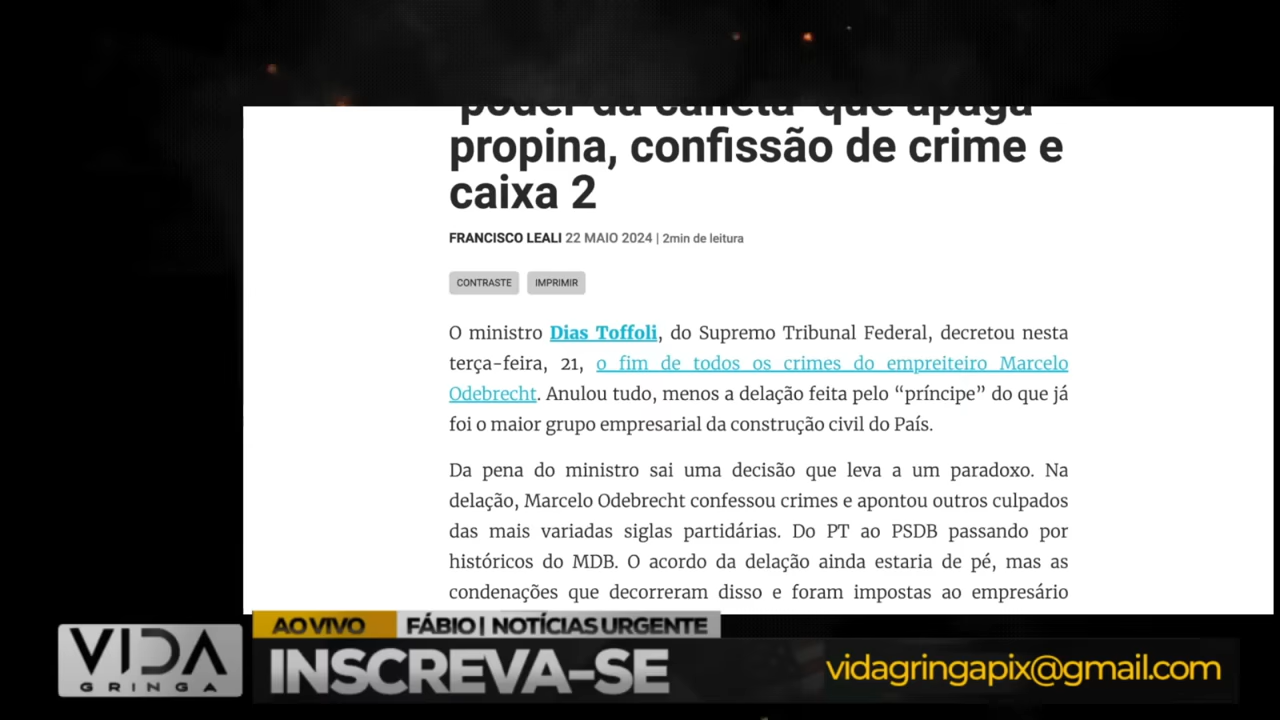 'poder da caneta' que apaga
propina, confissão de crime e
caixa 2
FRANCISCO LEALI 22 MAIO 2024 | 2min de leitura
CONTRASTE IMPRIMIR
O ministro Dias Toffoli, do Supremo Tribunal Federal, decretou nesta
terça-feira, 21, o fim de todos os crimes do empreiteiro Marcelo
Odebrecht. Anulou tudo, menos a delação feita pelo “príncipe” do que já
foi o maior grupo empresarial da construção civil do País.
Da pena do ministro sai uma decisão que leva a um paradoxo. Na
delação, Marcelo Odebrecht confessou crimes e apontou outros culpados
das mais variadas siglas partidárias. Do PT ao PSDB passando por
históricos do MDB. O acordo da delação ainda estaria de pé, mas as
condenações que decorreram disso e foram impostas ao empresário
AO VIVO FÁBIO | NOTÍCIAS URGENTE
VIDA
GRINGA
INSCREVA-SE
vidagringapix@gmail.com